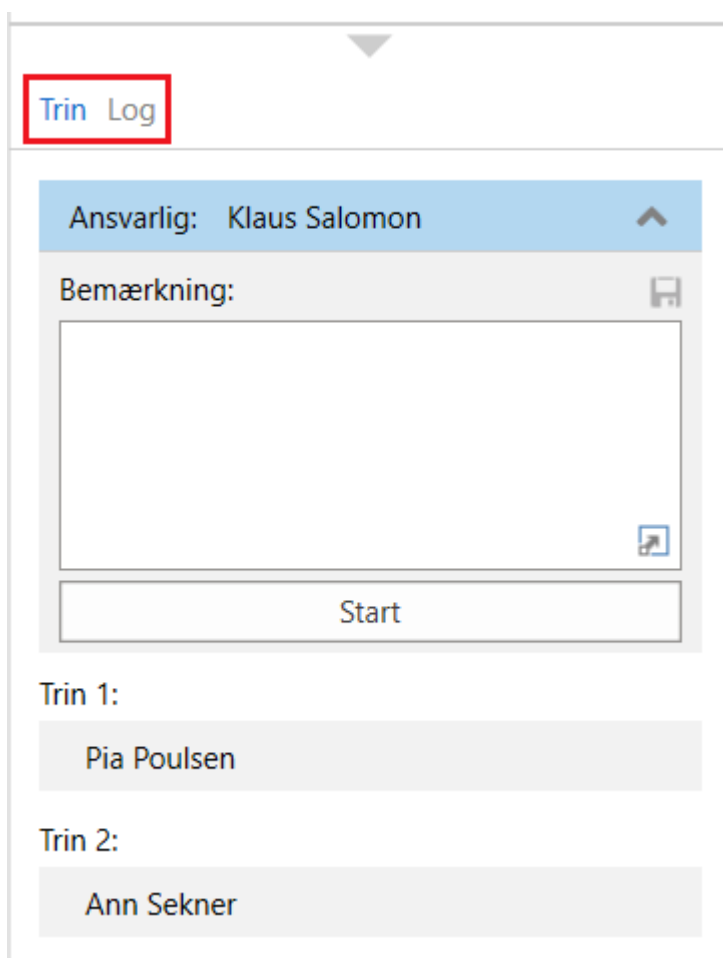 Trin Log
Ansvarlig: Klaus Salomon
Bemærkning:
Start
Trin 1:
Pia Poulsen
Trin 2:
Ann Sekner